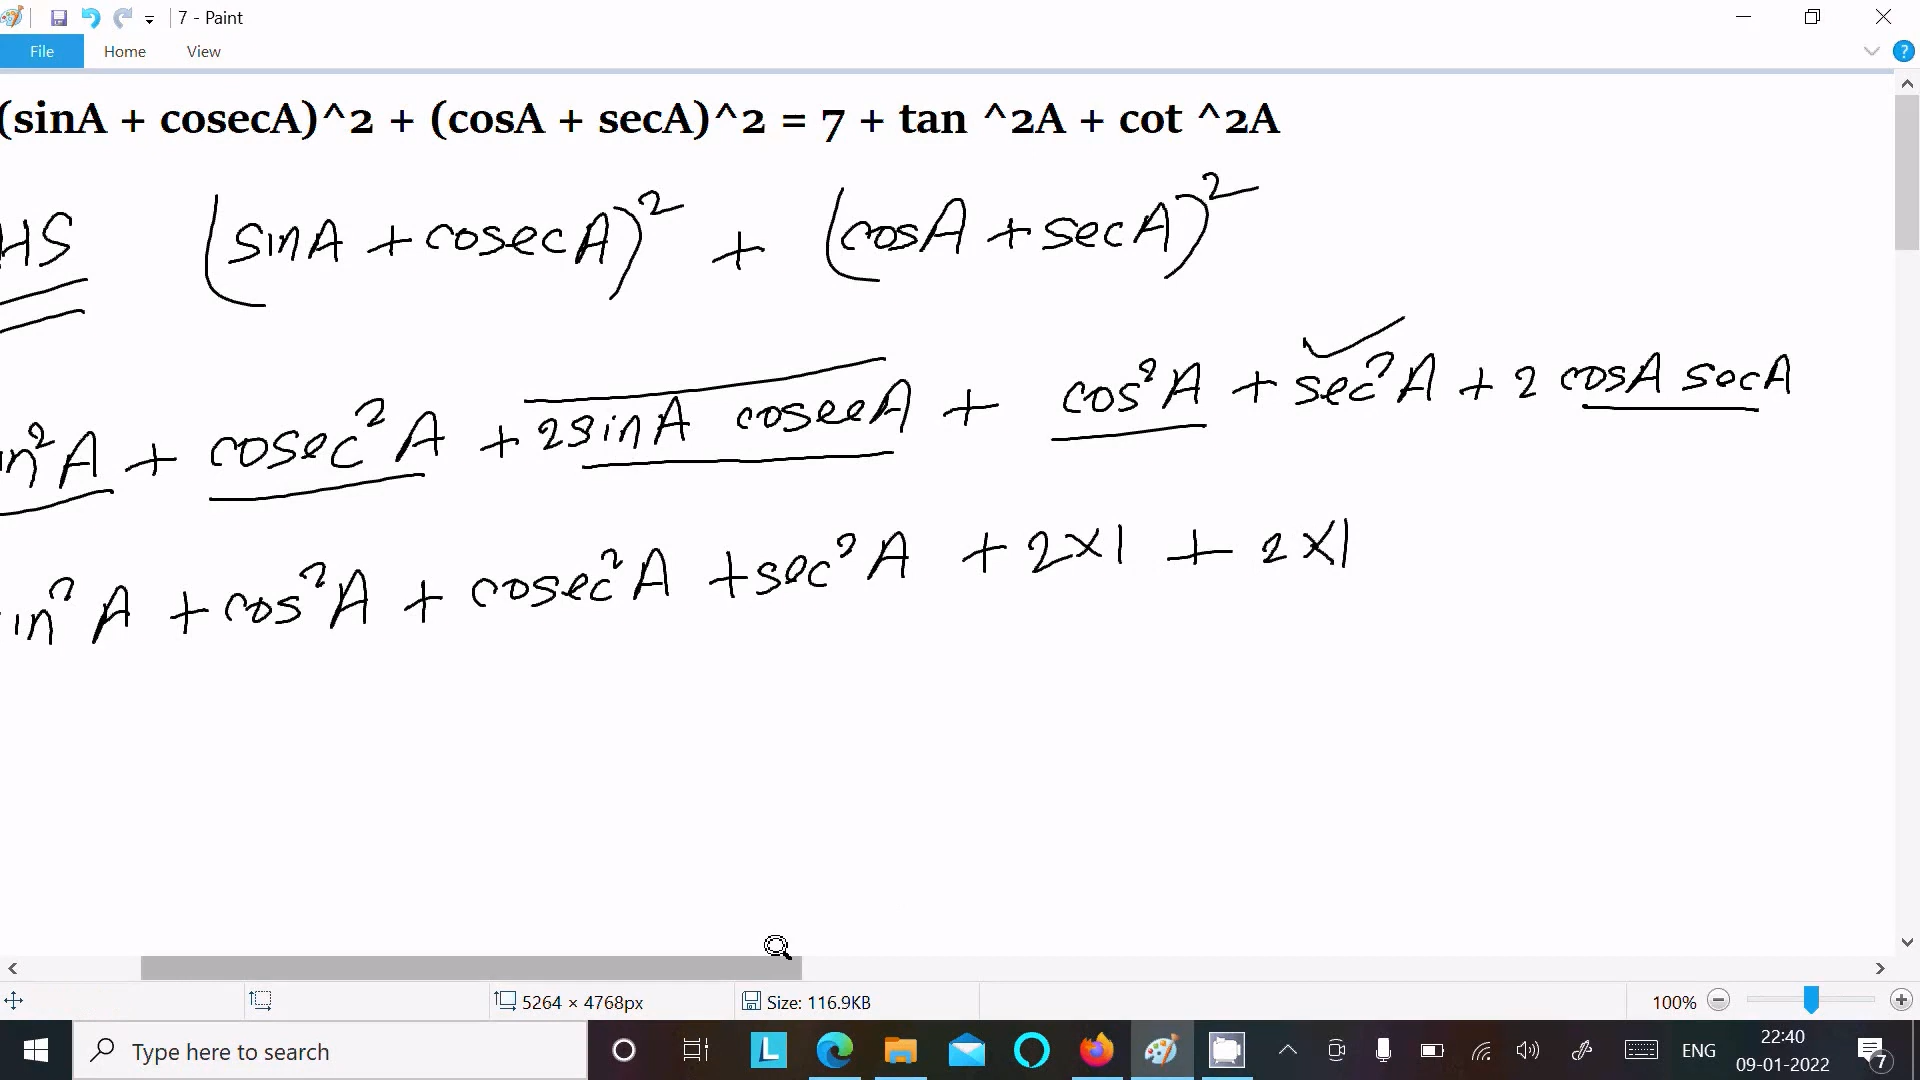 7 - Paint
File Home View
(sinA + cosecA)^2 + (cosA + secA)^2 = 7 + tan ^2A + cot ^2A
HS (sinA + cosecA)² + (cosA + secA)²
in²A + cosec²A + 2sinA cosecA + cos²A + sec²A + 2 cosA secA
in²A + cos²A + cosec²A + sec²A + 2×1 + 2×1
5264 × 4768px Size: 116.9KB 100%
Type here to search L ENG 22:40
09-01-2022 7